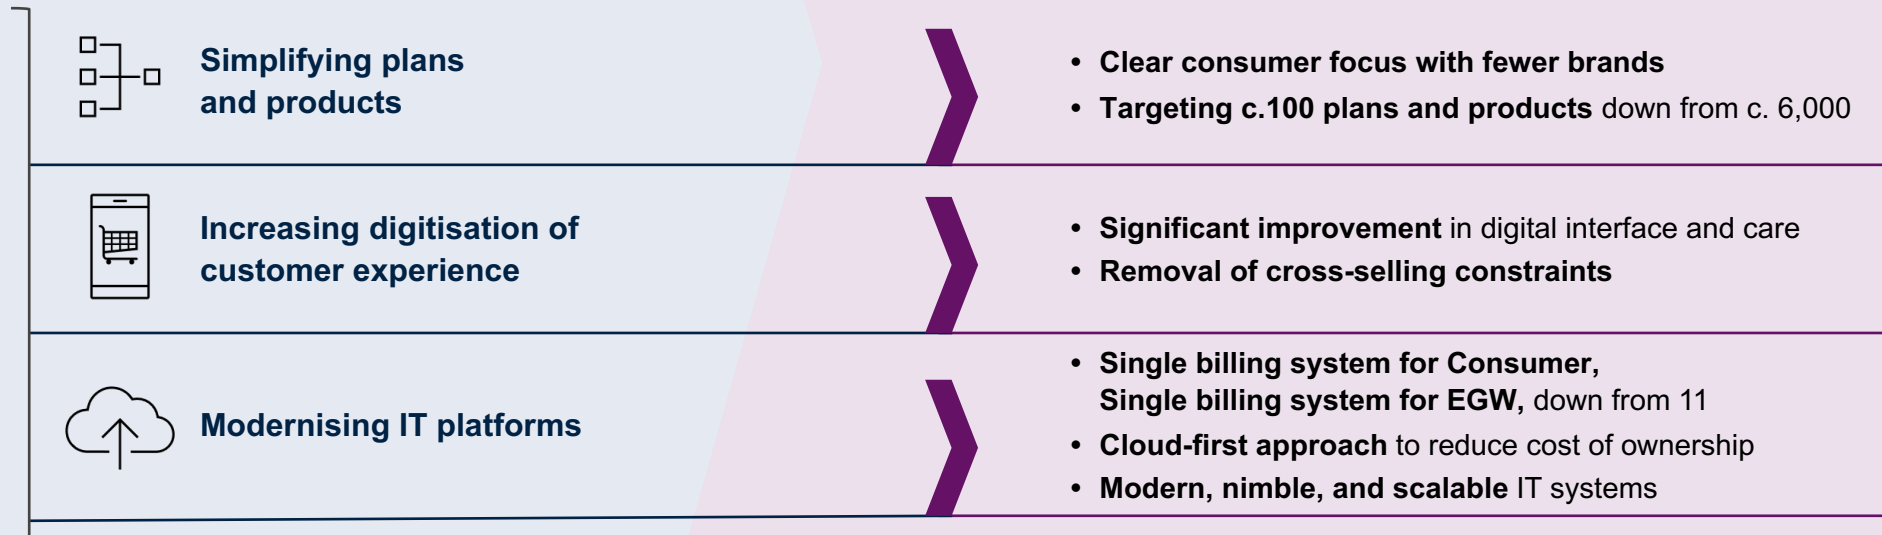 Simplifying plans
and products
• Clear consumer focus with fewer brands
• Targeting c.100 plans and products down from c. 6,000
Increasing digitisation of
customer experience
• Significant improvement in digital interface and care
• Removal of cross-selling constraints
Modernising IT platforms
• Single billing system for Consumer,
Single billing system for EGW, down from 11
• Cloud-first approach to reduce cost of ownership
• Modern, nimble, and scalable IT systems